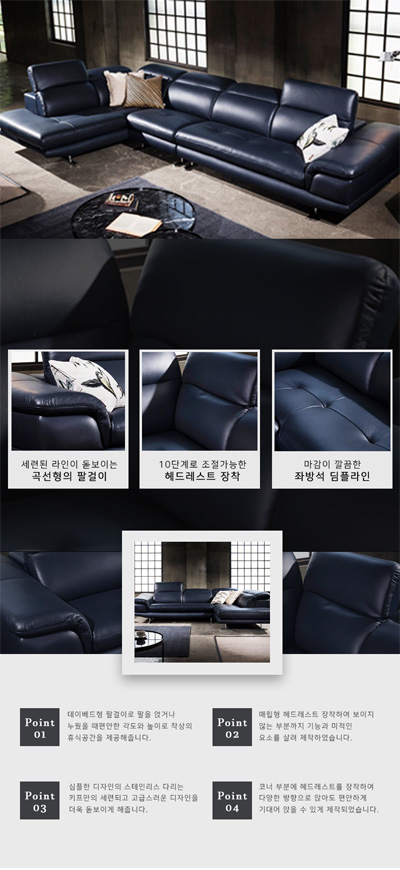 세련된 라인이 돋보이는
곡선형의 팔걸이
10단계로 조절가능한
헤드레스트 장착
마감이 깔끔한
좌방석 딤플라인
Point
01
데이베드형 팔걸이로 팔을 얹거나
누웠을 때편안한 각도와 높이로 착상의
휴식공간을 제공해줍니다.
Point
02
매립형 헤드레스트 장착하여 보이지
않는 부분까지 기능과 미적인
요소를 살려 제작하였습니다.
Point
03
심플한 디자인의 스테인리스 다리는
키프만의 세련되고 고급스러운 디자인을
더욱 돋보이게 해줍니다.
Point
04
코너 부분에 헤드레스트를 장착하여
다양한 방향으로 앉아도 편안하게
기대어 앉을 수 있게 제작되었습니다.